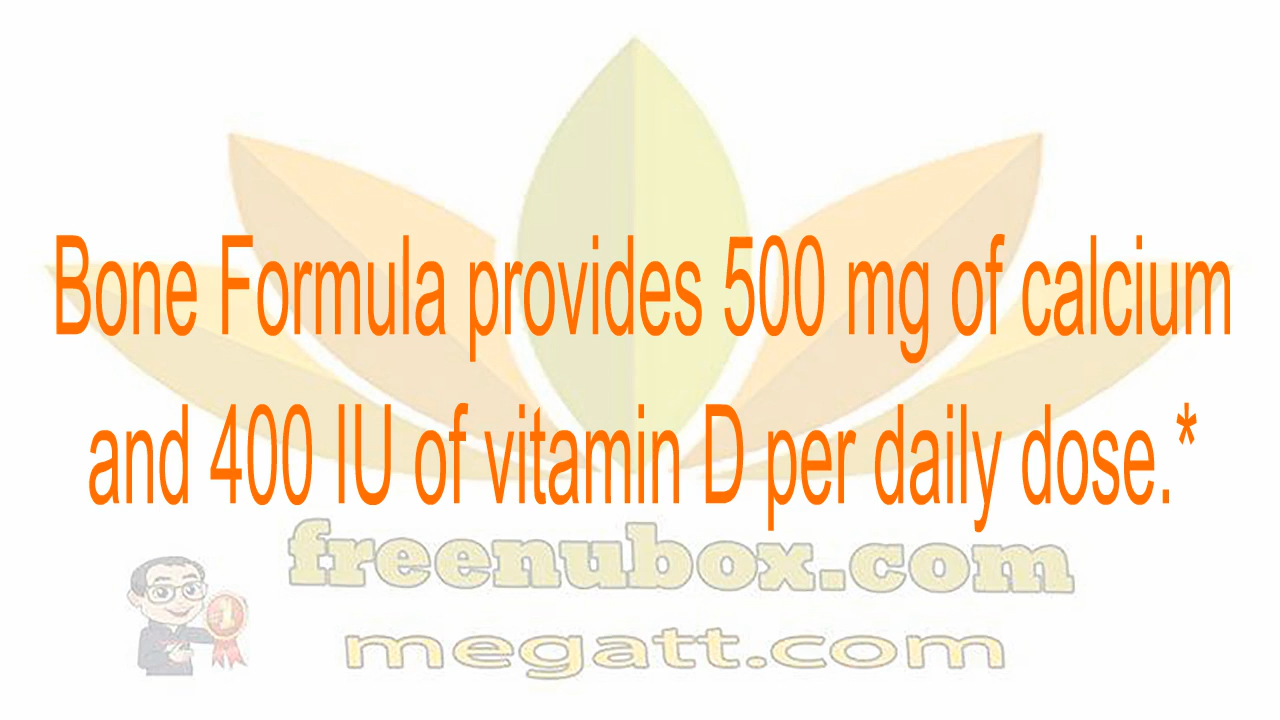 Bone Formula provides 500 mg of calcium
and 400 IU of vitamin D per daily dose.*
freenubox.com
1
megatt.com